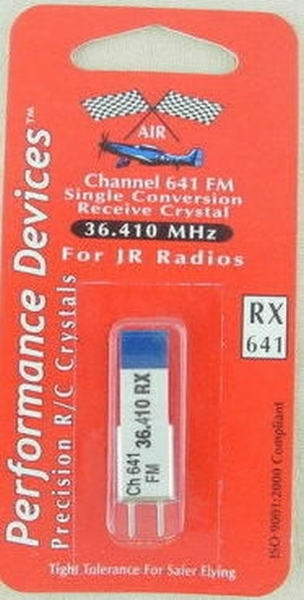 AIR
Channel 641 FM
Single Conversion
Receive Crystal
36.410 MHz
For JR Radios
Performance Devices™
Precision R/C Crystals
RX
641
Ch 641 36.410 RX
FM
ISO 9001:2000 Compliant
Tight Tolerance For Safer Flying